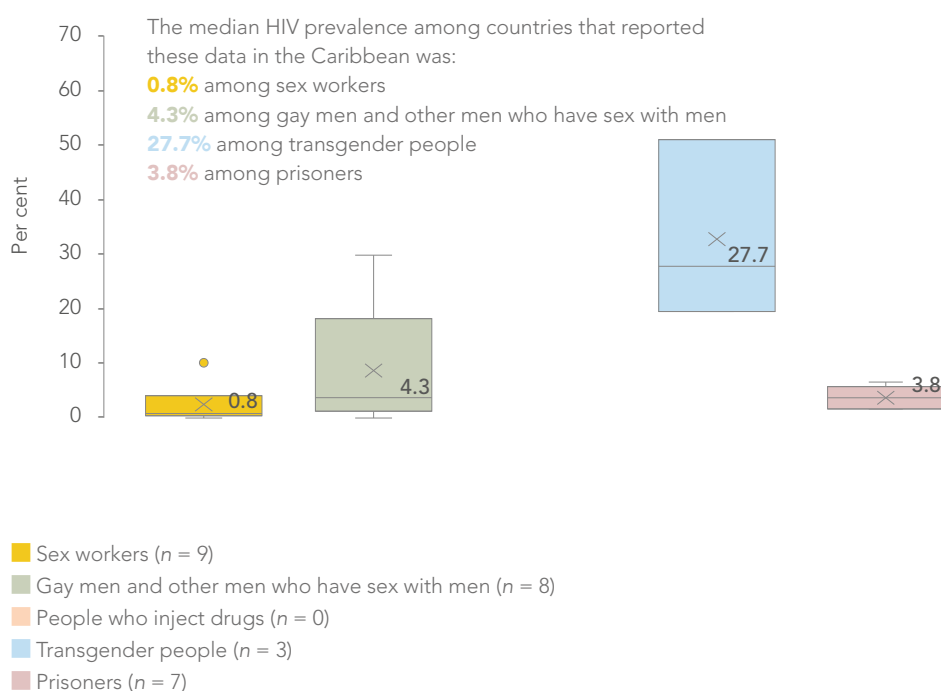 The median HIV prevalence among countries that reported
these data in the Caribbean was:
0.8% among sex workers
4.3% among gay men and other men who have sex with men
27.7% among transgender people
3.8% among prisoners
Per cent
70
60
50
40
30
20
10
0
0.8
4.3
27.7
3.8
Sex workers (n = 9)
Gay men and other men who have sex with men (n = 8)
People who inject drugs (n = 0)
Transgender people (n = 3)
Prisoners (n = 7)